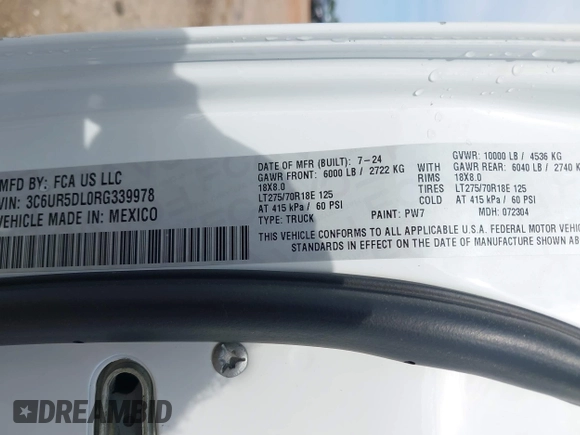 MFD BY: FCA US LLC
VIN: 3C6UR5DL0RG339978
VEHICLE MADE IN: MEXICO
DATE OF MFR (BUILT): 7-24
GAWR FRONT: 6000 LB / 2722 KG
18X8.0
LT275/70R18E 125
AT 415 kPa / 60 PSI
TYPE: TRUCK
PAINT: PW7
WITH
RIMS
TIRES
COLD
GVWR: 10000 LB / 4536 KG
GAWR REAR: 6040 LB / 2740 KG
18X8.0
LT275/70R18E 125
AT 415 kPa / 60 PSI
MDH: 072304
THIS VEHICLE CONFORMS TO ALL APPLICABLE U.S.A. FEDERAL MOTOR VEHIC
STANDARDS IN EFFECT ON THE DATE OF MANUFACTURE SHOWN AB
DREAMBID